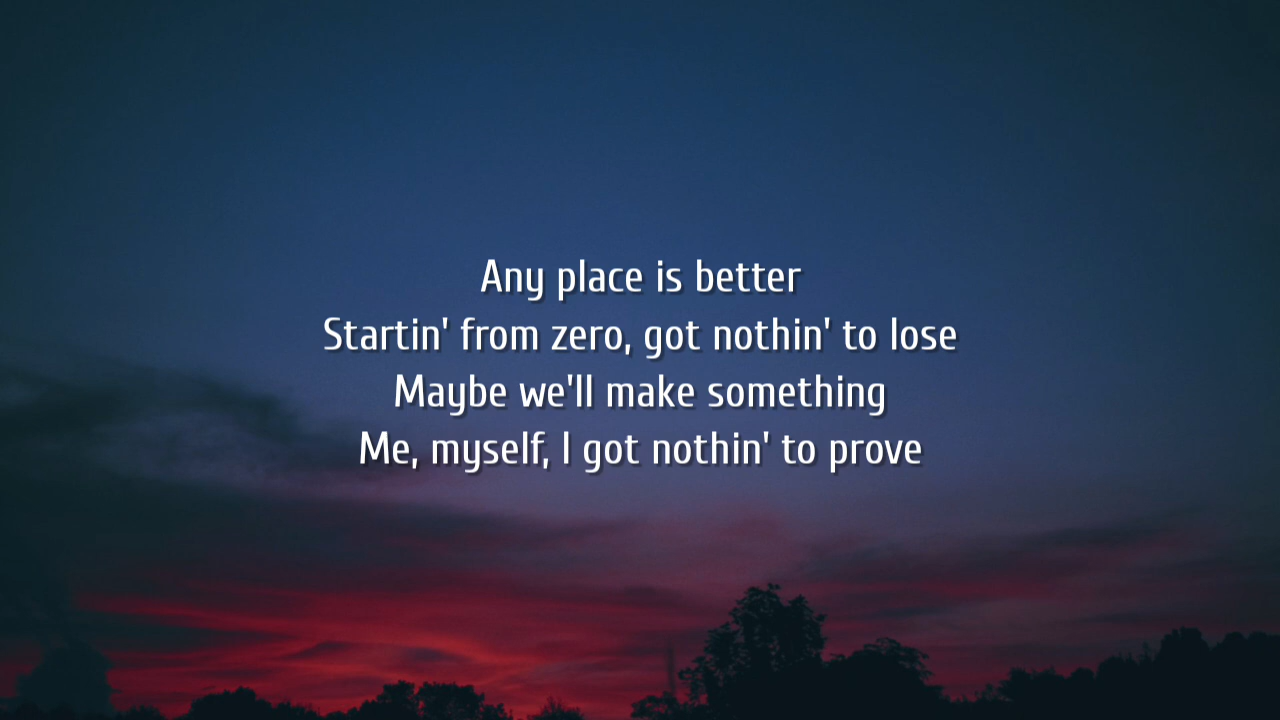 Any place is better
Startin' from zero, got nothin' to lose
Maybe we'll make something
Me, myself, I got nothin' to prove